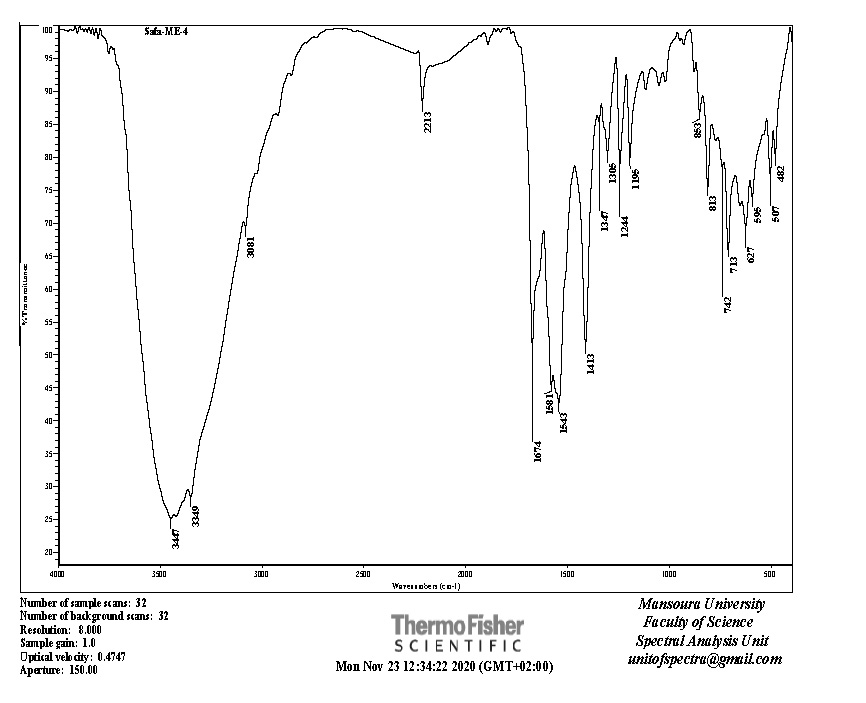 Safa-ME-4
100
95
90
85
80
75
70
65
60
55
50
45
40
35
30
25
20
%Transmittance
3447
3349
3081
2213
1674
1581
1543
1413
1347
1305
1244
1195
853
813
742
713
627
595
507
482
4000 3500 3000 2500 2000 1500 1000 500
Wavenumbers (cm-1)
Number of sample scans: 32
Number of background scans: 32
Resolution: 8.000
Sample gain: 1.0
Optical velocity: 0.4747
Aperture: 150.00
ThermoFisher
SCIENTIFIC
Mon Nov 23 12:34:22 2020 (GMT+02:00)
Mansoura University
Faculty of Science
Spectral Analysis Unit
unitofspectra@gmail.com